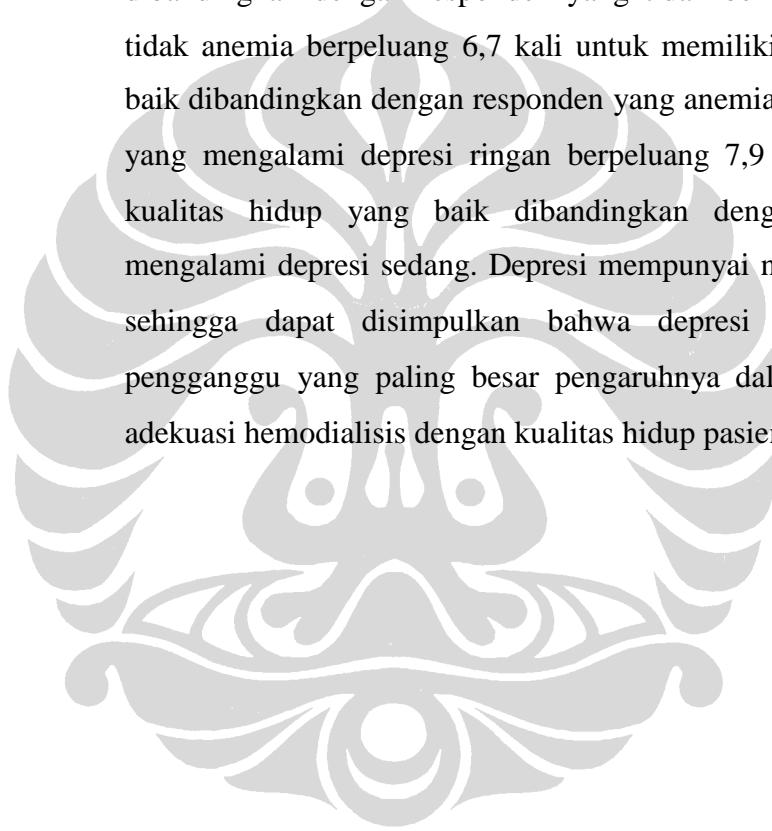 tidak anemia berpeluang 6,7 kali untuk memiliki
baik dibandingkan dengan responden yang anemia
yang mengalami depresi ringan berpeluang 7,9
kualitas hidup yang baik dibandingkan
mengalami depresi sedang. Depresi mempunyai
sehingga dapat disimpulkan bahwa depresi
pengganggu yang paling besar pengaruhnya
adekuasi hemodialisis dengan kualitas hidup pasien